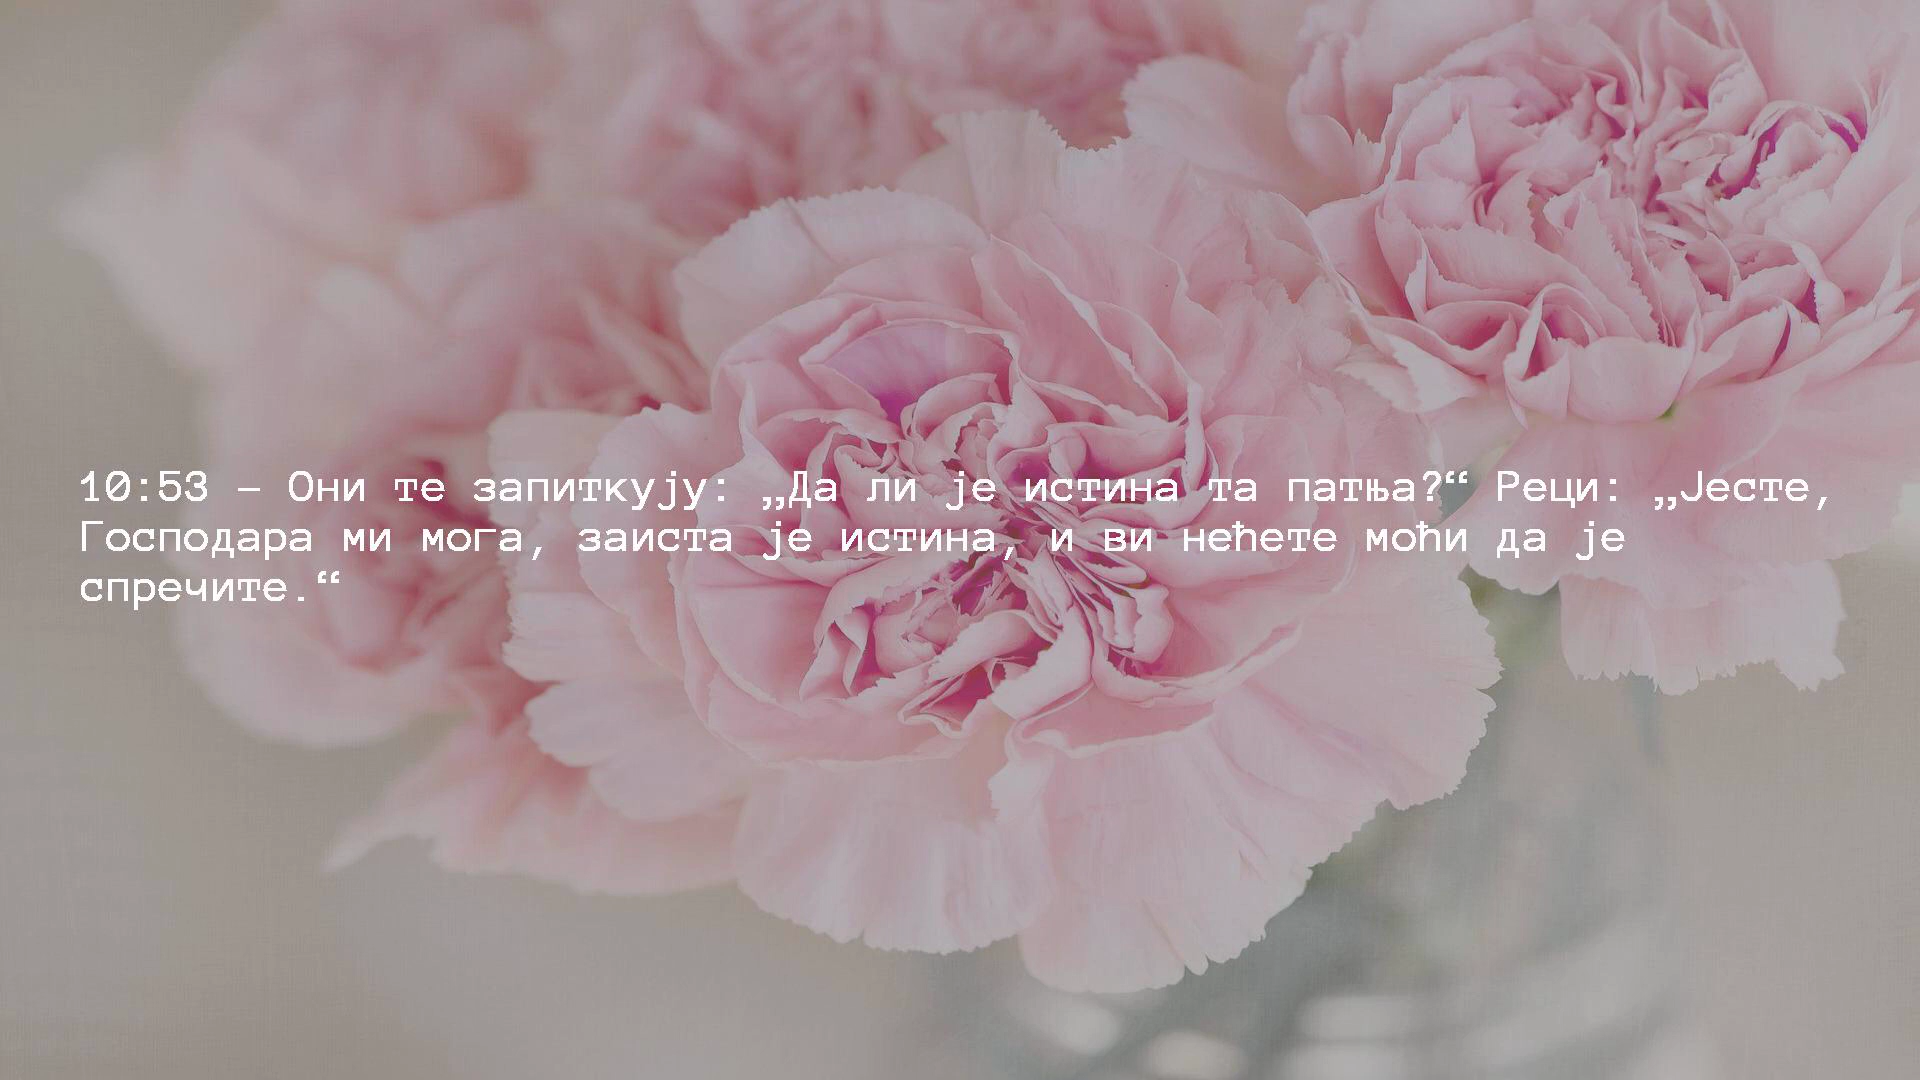 10:53 – Они те запиткују: „Да ли је истина та патња?“ Реци: „Јесте,
Господара ми мога, заиста је истина, и ви нећете моћи да је
спречите.“